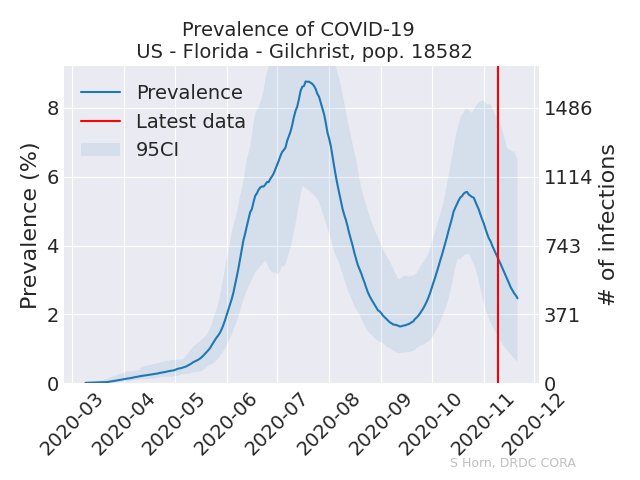 Prevalence of COVID-19
US - Florida - Gilchrist, pop. 18582
Prevalence
Latest data
95CI
Prevalence (%)
8
6
4
2
0
# of infections
1486
1114
743
371
0
2020-03
2020-04
2020-05
2020-06
2020-07
2020-08
2020-09
2020-10
2020-11
2020-12
S Horn, DRDC CORA